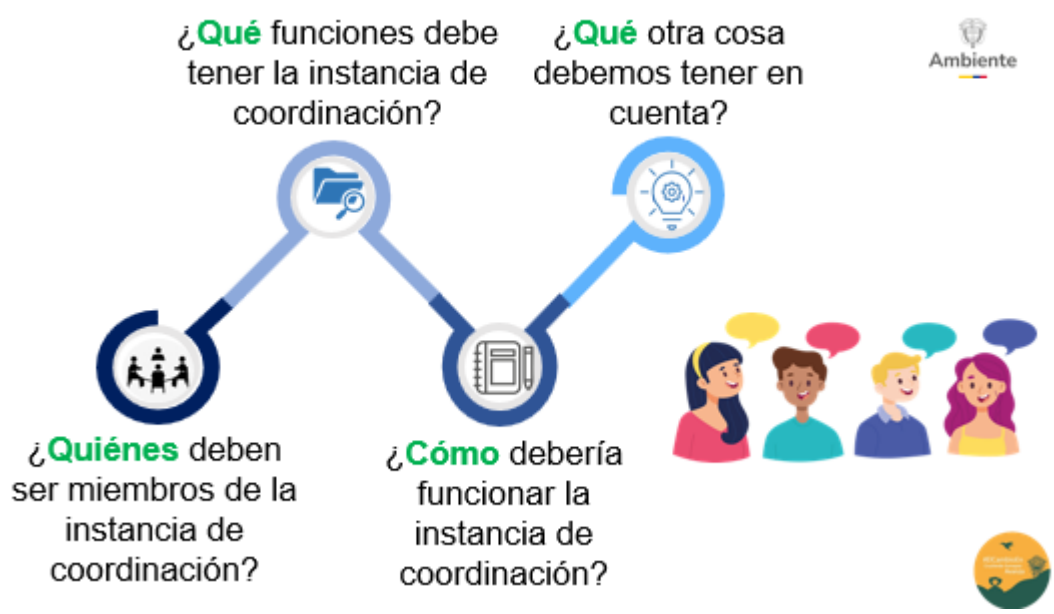 ¿Qué funciones debe
tener la instancia de
coordinación?
¿Qué otra cosa
debemos tener en
cuenta?
Ambiente
¿Quiénes deben
ser miembros de la
instancia de
coordinación?
¿Cómo debería
funcionar la
instancia de
coordinación?